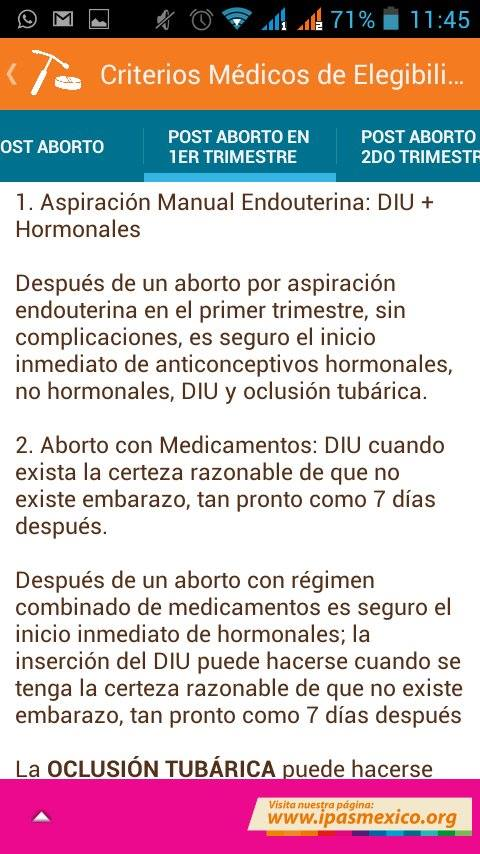 71% 11:45
Criterios Médicos de Elegibili...
OST ABORTO
POST ABORTO EN
1ER TRIMESTRE
POST ABORTO
2DO TRIMESTR
1. Aspiración Manual Endouterina: DIU +
Hormonales
Después de un aborto por aspiración
endouterina en el primer trimestre, sin
complicaciones, es seguro el inicio
inmediato de anticonceptivos hormonales,
no hormonales, DIU y oclusión tubárica.
2. Aborto con Medicamentos: DIU cuando
exista la certeza razonable de que no
existe embarazo, tan pronto como 7 días
después.
Después de un aborto con régimen
combinado de medicamentos es seguro el
inicio inmediato de hormonales; la
inserción del DIU puede hacerse cuando se
tenga la certeza razonable de que no existe
embarazo, tan pronto como 7 días después
La OCLUSIÓN TUBÁRICA puede hacerse
Visita nuestra página:
www.ipasmexico.org